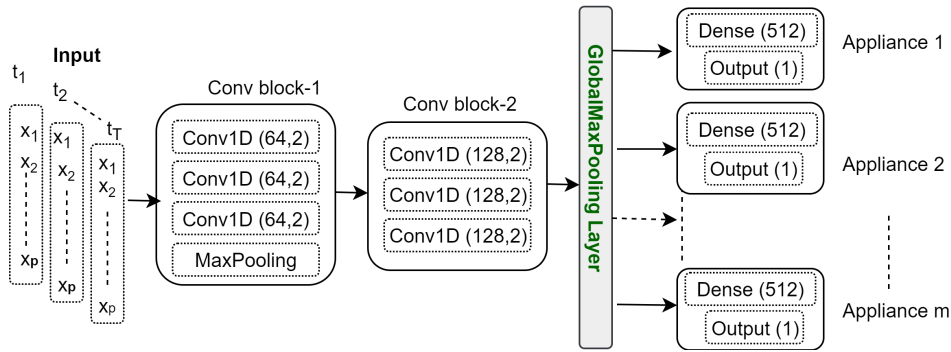 Input
t1
t2
tT
x1
x2
xp
x1
x2
xp
x1
x2
xp
Conv block-1
Conv1D (64,2)
Conv1D (64,2)
Conv1D (64,2)
MaxPooling
Conv block-2
Conv1D (128,2)
Conv1D (128,2)
Conv1D (128,2)
GlobalMaxPooling Layer
Dense (512)
Output (1)
Appliance 1
Dense (512)
Output (1)
Appliance 2
Dense (512)
Output (1)
Appliance m